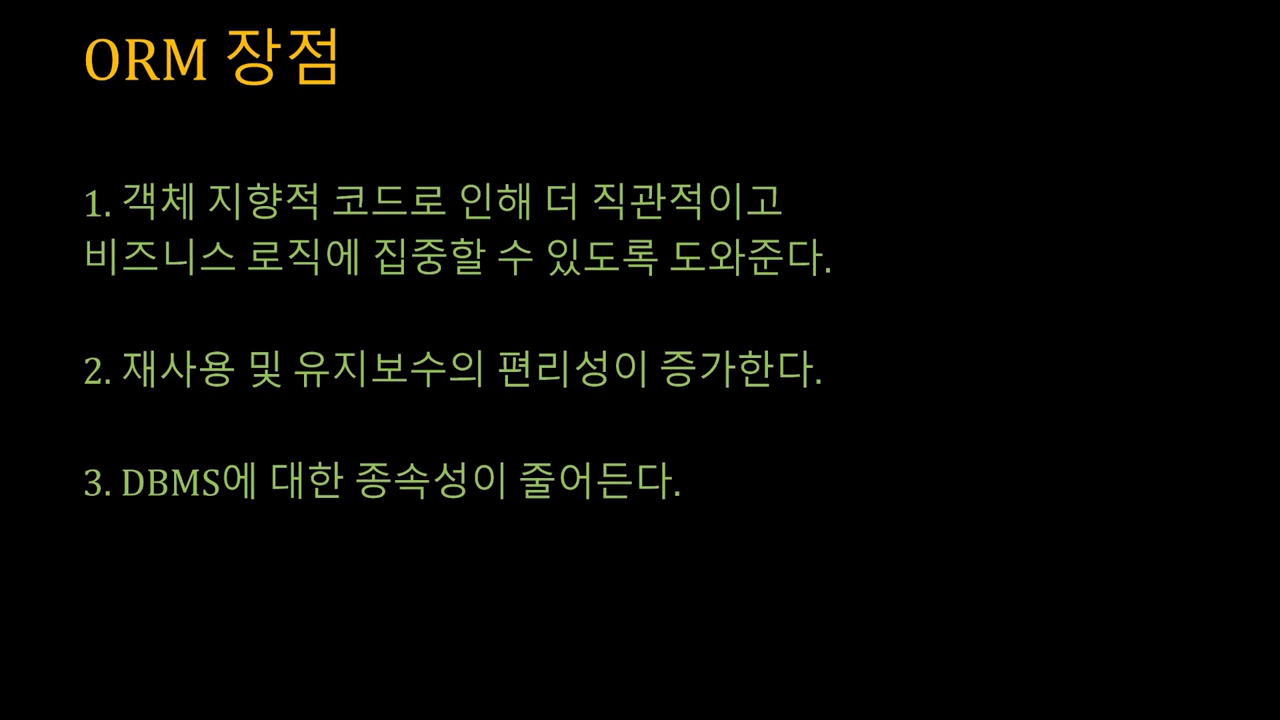 ORM 장점
1. 객체 지향적 코드로 인해 더 직관적이고
비즈니스 로직에 집중할 수 있도록 도와준다.
2. 재사용 및 유지보수의 편리성이 증가한다.
3. DBMS에 대한 종속성이 줄어든다.